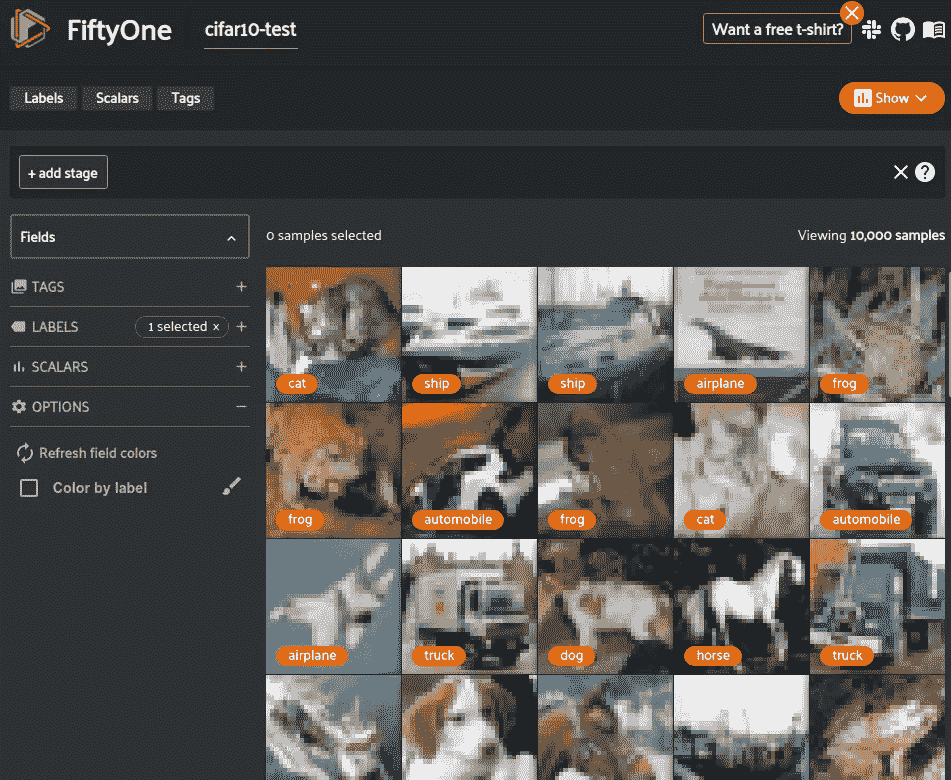 FiftyOne
cifar10-test
Want a free t-shirt?
Labels
Scalars
Tags
Show
+ add stage
?
Fields
0 samples selected
Viewing 10,000 samples
TAGS
LABELS
1 selected ×
SCALARS
OPTIONS
Refresh field colors
Color by label
cat
ship
ship
airplane
frog
frog
automobile
frog
cat
automobile
airplane
truck
dog
horse
truck